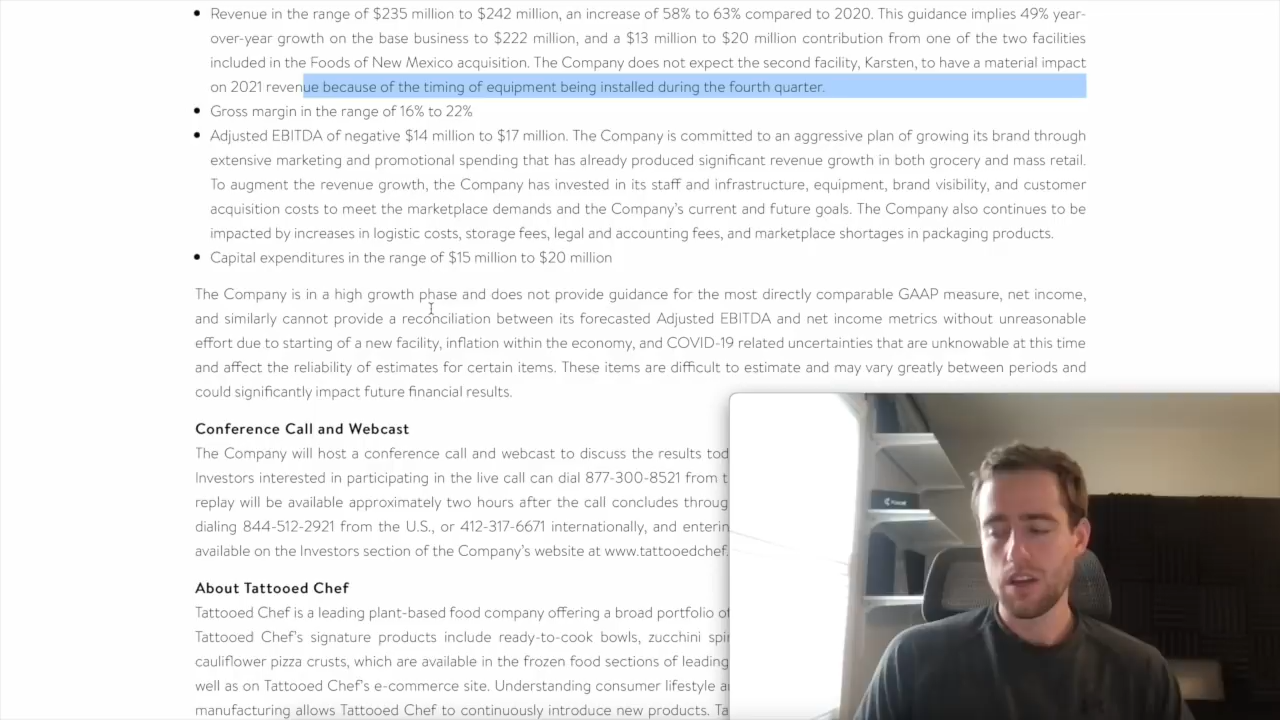 Revenue in the range of $235 million to $242 million, an increase of 58% to 63% compared to 2020. This guidance implies 49% year-
over-year growth on the base business to $222 million, and a $13 million to $20 million contribution from one of the two facilities
included in the Foods of New Mexico acquisition. The Company does not expect the second facility, Karsten, to have a material impact
on 2021 revenue because of the timing of equipment being installed during the fourth quarter.
Gross margin in the range of 16% to 22%
Adjusted EBITDA of negative $14 million to $17 million. The Company is committed to an aggressive plan of growing its brand through
extensive marketing and promotional spending that has already produced significant revenue growth in both grocery and mass retail.
To augment the revenue growth, the Company has invested in its staff and infrastructure, equipment, brand visibility, and customer
acquisition costs to meet the marketplace demands and the Company's current and future goals. The Company also continues to be
impacted by increases in logistic costs, storage fees, legal and accounting fees, and marketplace shortages in packaging products.
Capital expenditures in the range of $15 million to $20 million
The Company is in a high growth phase and does not provide guidance for the most directly comparable GAAP measure, net income,
and similarly cannot provide a reconciliation between its forecasted Adjusted EBITDA and net income metrics without unreasonable
effort due to starting of a new facility, inflation within the economy, and COVID-19 related uncertainties that are unknowable at this time
and affect the reliability of estimates for certain items. These items are difficult to estimate and may vary greatly between periods and
could significantly impact future financial results.
Conference Call and Webcast
The Company will host a conference call and webcast to discuss the results tod
Investors interested in participating in the live call can dial 877-300-8521 from t
replay will be available approximately two hours after the call concludes throug
dialing 844-512-2921 from the U.S., or 412-317-6671 internationally, and enterin
available on the Investors section of the Company's website at www.tattooedchef.
About Tattooed Chef
Tattooed Chef is a leading plant-based food company offering a broad portfolio of
Tattooed Chef's signature products include ready-to-cook bowls, zucchini spir
cauliflower pizza crusts, which are available in the frozen food sections of leading
well as on Tattooed Chef's e-commerce site. Understanding consumer lifestyle a
manufacturing allows Tattooed Chef to continuously introduce new products. Ta